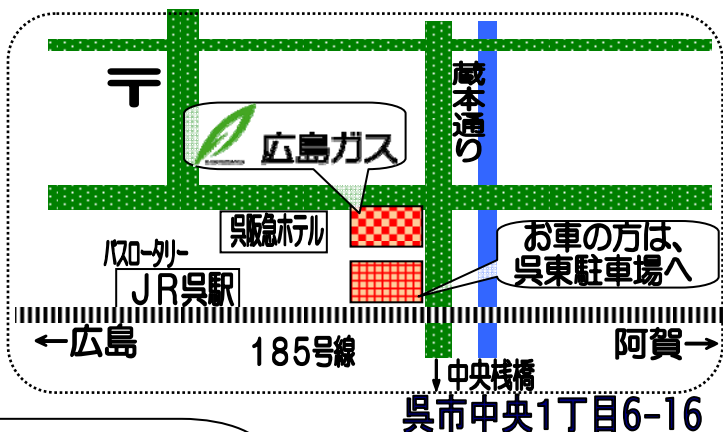 〒
蔵本通り
広島ガス
呉阪急ホテル
お車の方は、
呉東駐車場へ
バスロータリー
JR呉駅
←広島
185号線
阿賀→
↓中央桟橋
呉市中央1丁目6-16